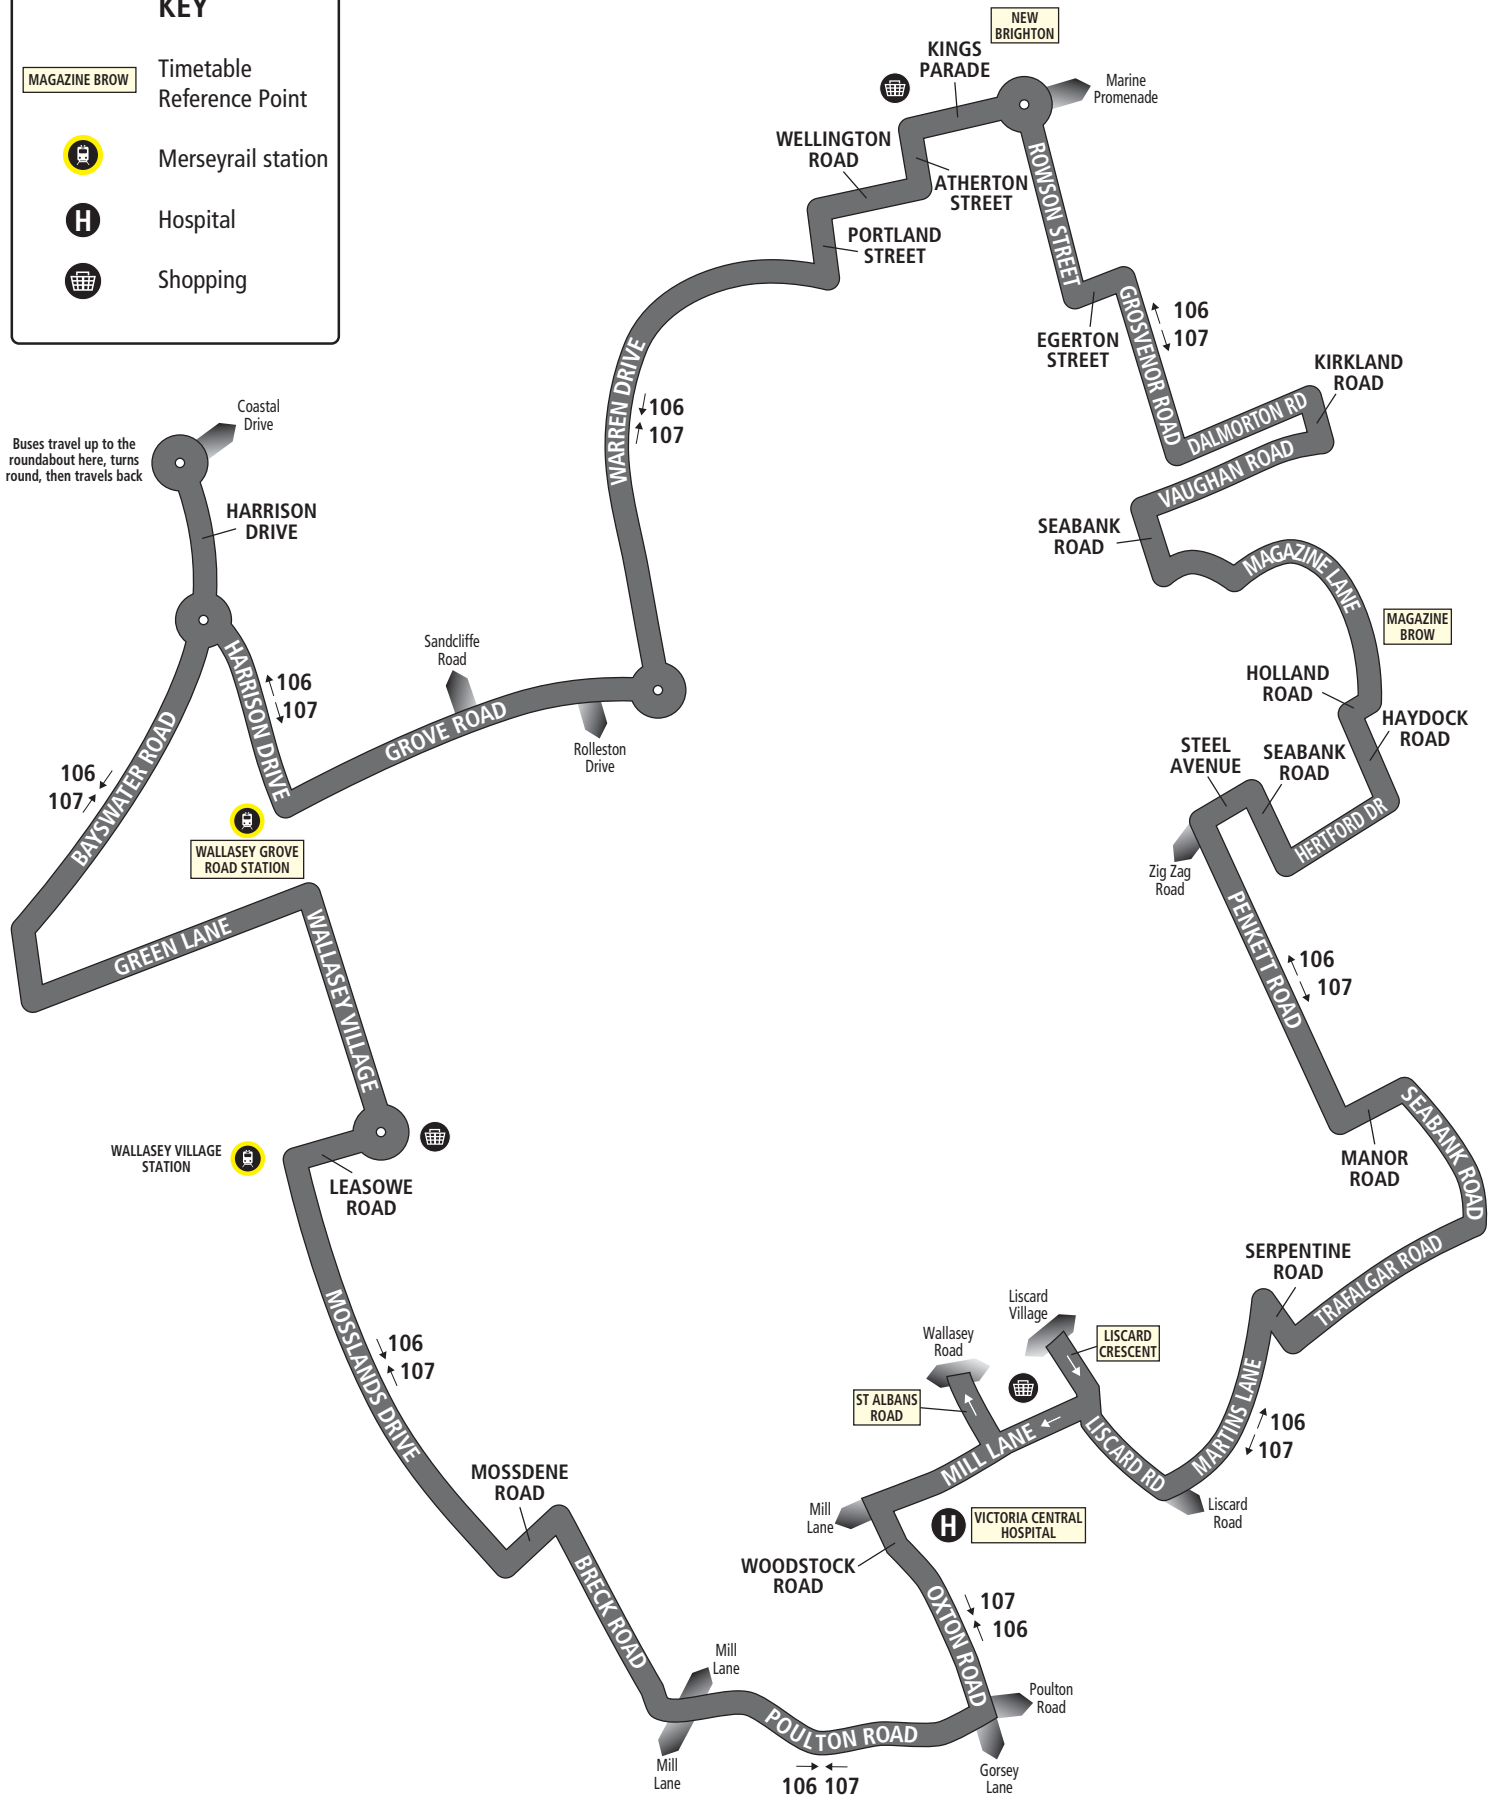 KEY
MAGAZINE BROW
Timetable
Reference Point
Merseyrail station
H
Hospital
Shopping
NEW
BRIGHTON
KINGS
PARADE
Marine
Promenade
WELLINGTON
ROAD
ATHERTON
STREET
ROWSON STREET
PORTLAND
STREET
EGERTON
STREET
GROSVENOR ROAD
106
107
KIRKLAND
ROAD
DALMORTON RD
VAUGHAN ROAD
SEABANK
ROAD
MAGAZINE LANE
MAGAZINE
BROW
HOLLAND
ROAD
HAYDOCK
ROAD
STEEL
AVENUE
SEABANK
ROAD
HERTFORD DR
Zig Zag
Road
PENKETT ROAD
106
107
MANOR
ROAD
SEABANK ROAD
TRAFALGAR ROAD
SERPENTINE
ROAD
MARTINS LANE
106
107
Liscard
Road
LISCARD RD
Liscard
Village
LISCARD
CRESCENT
Wallasey
Road
ST ALBANS
ROAD
MILL LANE
Mill
Lane
H
VICTORIA CENTRAL
HOSPITAL
WOODSTOCK
ROAD
OXTON ROAD
107
106
Poulton
Road
Gorsey
Lane
POULTON ROAD
106 107
Mill
Lane
Mill
Lane
BRECK ROAD
MOSSDENE
ROAD
MOSSLANDS DRIVE
106
107
LEASOWE
ROAD
WALLASEY VILLAGE
STATION
WALLASEY VILLAGE
GREEN LANE
BAYSWATER ROAD
106
107
Coastal
Drive
Buses travel up to the
roundabout here, turns
round, then travels back
HARRISON
DRIVE
HARRISON DRIVE
106
107
WALLASEY GROVE
ROAD STATION
GROVE ROAD
Sandcliffe
Road
Rolleston
Drive
WARREN DRIVE
106
107